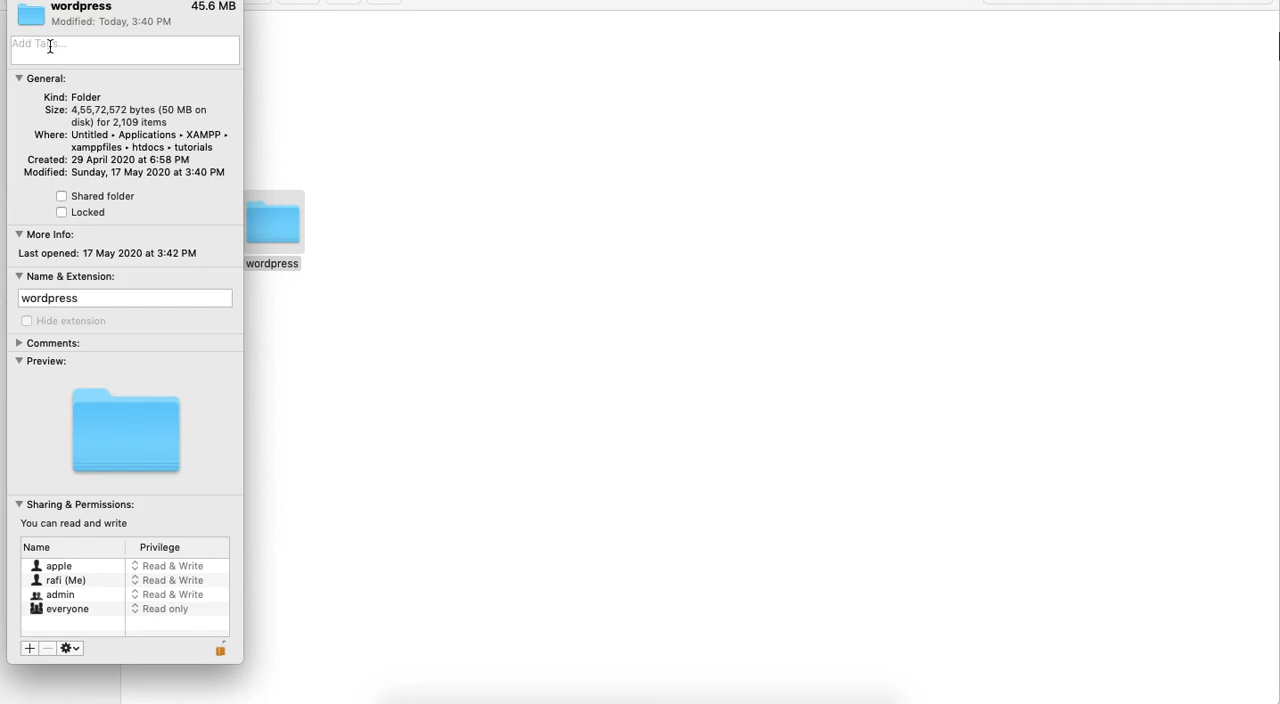 wordpress 45.6 MB
Modified: Today, 3:40 PM
Add Tags...
General:
Kind: Folder
Size: 4,55,72,572 bytes (50 MB on
disk) for 2,109 items
Where: Untitled ▸ Applications ▸ XAMPP ▸
xamppfiles ▸ htdocs ▸ tutorials
Created: 29 April 2020 at 6:58 PM
Modified: Sunday, 17 May 2020 at 3:40 PM
Shared folder
Locked
More Info:
Last opened: 17 May 2020 at 3:42 PM
Name & Extension:
wordpress
Hide extension
Comments:
Preview:
Sharing & Permissions:
You can read and write
Name Privilege
apple Read & Write
rafi (Me) Read & Write
admin Read & Write
everyone Read only
wordpress